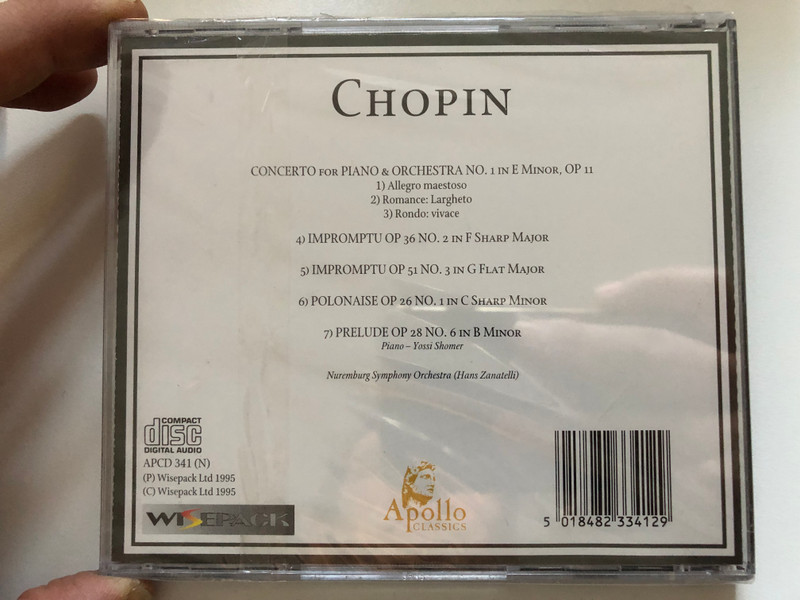 CHOPIN
CONCERTO FOR PIANO & ORCHESTRA NO. 1 IN E MINOR, OP 11
1) Allegro maestoso
2) Romance: Largheto
3) Rondo: vivace
4) IMPROMPTU OP 36 NO. 2 IN F SHARP MAJOR
5) IMPROMPTU OP 51 NO. 3 IN G FLAT MAJOR
6) POLONAISE OP 26 NO. 1 IN C SHARP MINOR
7) PRELUDE OP 28 NO. 6 IN B MINOR
Piano – Yossi Shomer
Nuremburg Symphony Orchestra (Hans Zanatelli)
COMPACT
disc
DIGITAL AUDIO
APCD 341 (N)
(P) Wisepack Ltd 1995
(C) Wisepack Ltd 1995
WISEPACK
Apollo
CLASSICS
5 018482 334129